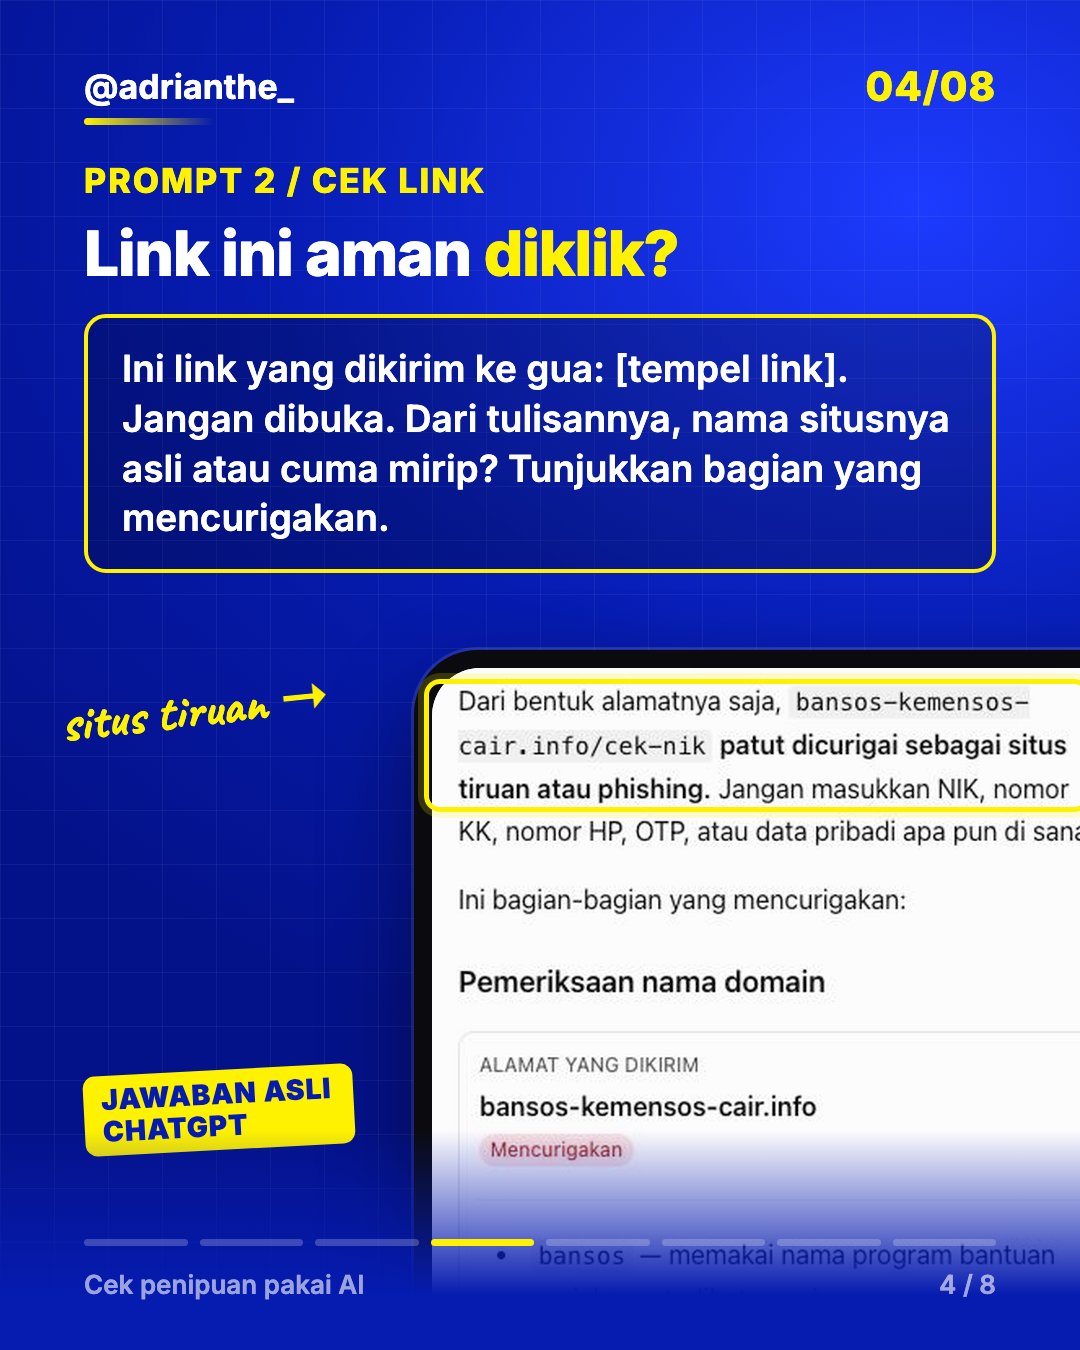 @adrianthe_
04/08
PROMPT 2 / CEK LINK
Link ini aman diklik?
Ini link yang dikirim ke gua: [tempel link].
Jangan dibuka. Dari tulisannya, nama situsnya
asli atau cuma mirip? Tunjukkan bagian yang
mencurigakan.
situs tiruan →
Dari bentuk alamatnya saja, bansos-kemensos-
cair.info/cek-nik patut dicurigai sebagai situs
tiruan atau phishing. Jangan masukkan NIK, nomor
KK, nomor HP, OTP, atau data pribadi apa pun di sana
Ini bagian-bagian yang mencurigakan:
Pemeriksaan nama domain
ALAMAT YANG DIKIRIM
bansos-kemensos-cair.info
Mencurigakan
• bansos — memakai nama program bantuan
JAWABAN ASLI
CHATGPT
Cek penipuan pakai AI
4 / 8